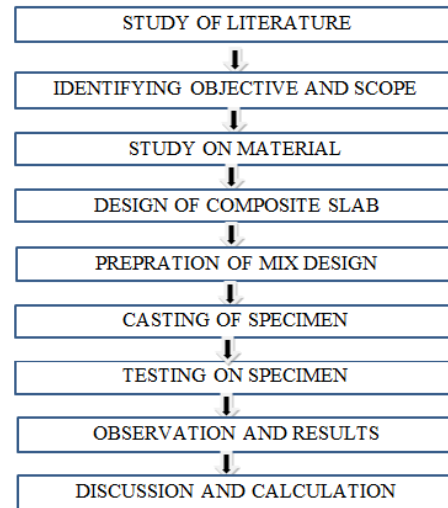 STUDY OF LITERATURE
IDENTIFYING OBJECTIVE AND SCOPE
STUDY ON MATERIAL
DESIGN OF COMPOSITE SLAB
PREPRATION OF MIX DESIGN
CASTING OF SPECIMEN
TESTING ON SPECIMEN
OBSERVATION AND RESULTS
DISCUSSION AND CALCULATION